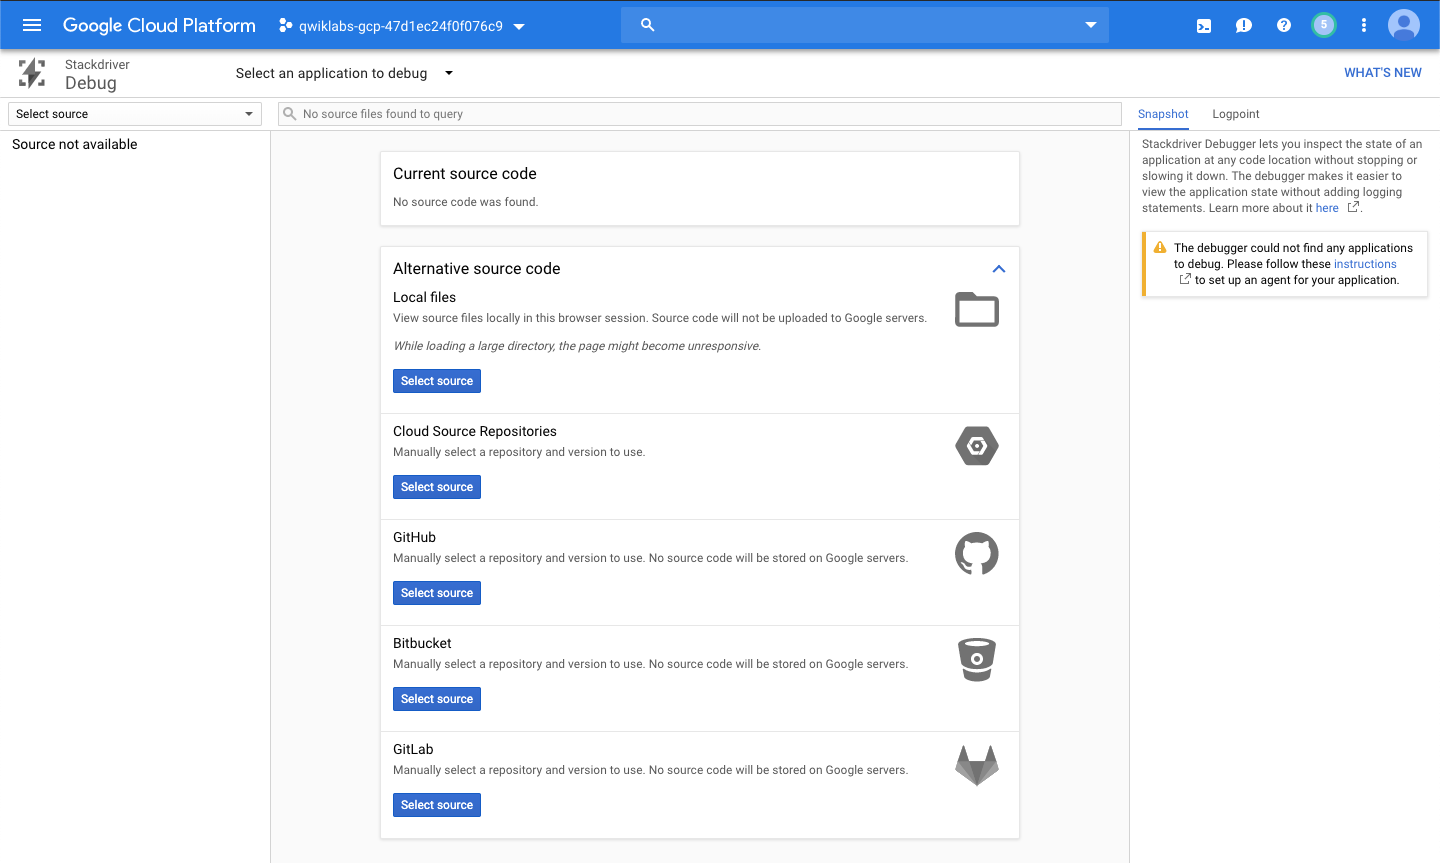 Google Cloud Platform
qwiklabs-gcp-47d1ec24f0f076c9
5
Stackdriver
Debug
Select an application to debug
WHAT'S NEW
Select source
No source files found to query
Snapshot
Logpoint
Source not available
Current source code
No source code was found.
Alternative source code
Local files
View source files locally in this browser session. Source code will not be uploaded to Google servers.
While loading a large directory, the page might become unresponsive.
Select source
Cloud Source Repositories
Manually select a repository and version to use.
Select source
GitHub
Manually select a repository and version to use. No source code will be stored on Google servers.
Select source
Bitbucket
Manually select a repository and version to use. No source code will be stored on Google servers.
Select source
GitLab
Manually select a repository and version to use. No source code will be stored on Google servers.
Select source
Stackdriver Debugger lets you inspect the state of an
application at any code location without stopping or
slowing it down. The debugger makes it easier to
view the application state without adding logging
statements. Learn more about it here .
The debugger could not find any applications
to debug. Please follow these instructions
to set up an agent for your application.